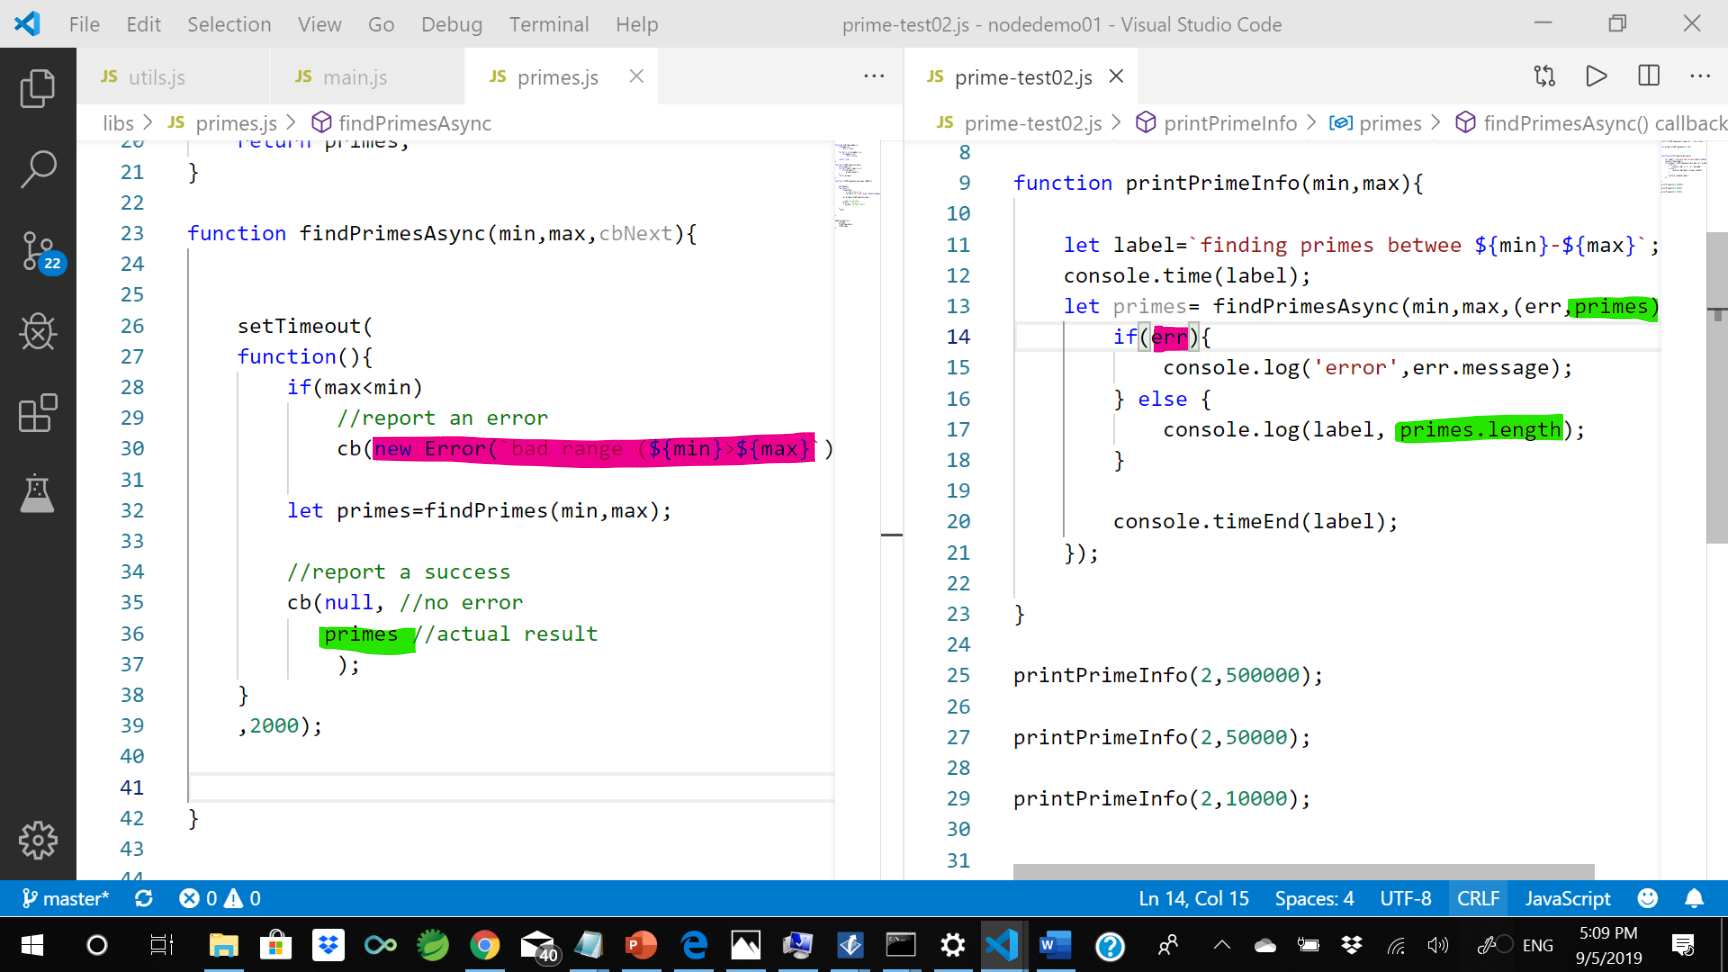 File Edit Selection View Go Debug Terminal Help prime-test02.js - nodedemo01 - Visual Studio Code
JS utils.js JS main.js JS primes.js JS prime-test02.js
libs > JS primes.js > findPrimesAsync
JS prime-test02.js > printPrimeInfo > primes > findPrimesAsync() callback
20 return primes;
21 }
22
23 function findPrimesAsync(min,max,cbNext){
24
25
26 setTimeout(
27 function(){
28 if(max<min)
29 //report an error
30 cb(new Error(`bad range (${min}>${max}`)
31
32 let primes=findPrimes(min,max);
33
34 //report a success
35 cb(null, //no error
36 primes //actual result
37 );
38 }
39 ,2000);
40
41
42 }
43
44
8
9 function printPrimeInfo(min,max){
10
11 let label=`finding primes betwee ${min}-${max}`;
12 console.time(label);
13 let primes= findPrimesAsync(min,max,(err,primes)
14 if(err){
15 console.log('error',err.message);
16 } else {
17 console.log(label, primes.length);
18 }
19
20 console.timeEnd(label);
21 });
22
23 }
24
25 printPrimeInfo(2,500000);
26
27 printPrimeInfo(2,50000);
28
29 printPrimeInfo(2,10000);
30
31
22
master* 0 0 Ln 14, Col 15 Spaces: 4 UTF-8 CRLF JavaScript
40 ENG 5:09 PM
9/5/2019